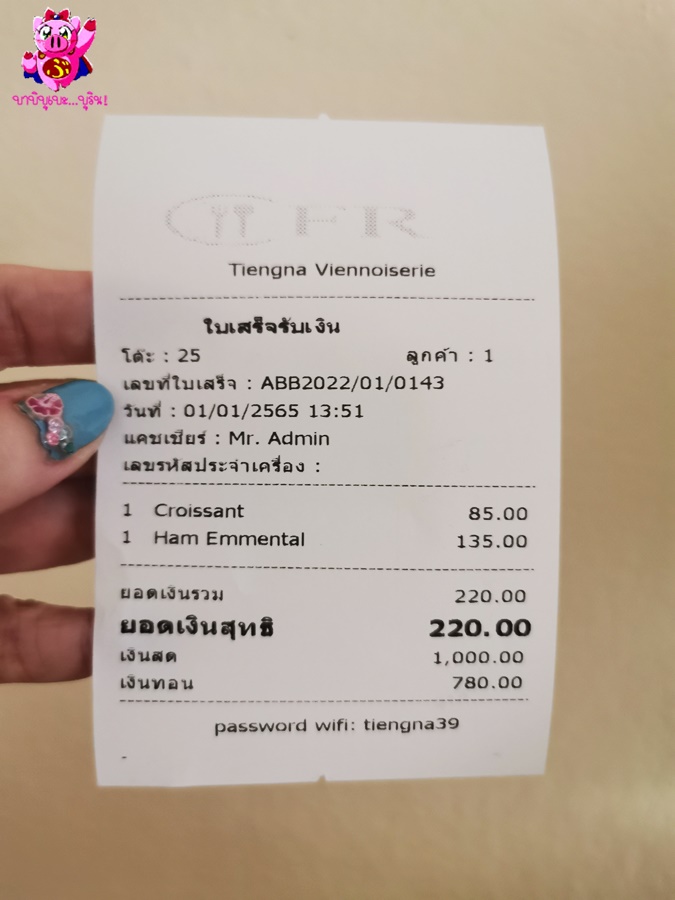 บาบิบูเบะ...บูริน!
FR
Tiengna Viennoiserie
ใบเสร็จรับเงิน
โต๊ะ : 25 ลูกค้า : 1
เลขที่ใบเสร็จ : ABB2022/01/0143
วันที่ : 01/01/2565 13:51
แคชเชียร์ : Mr. Admin
เลขรหัสประจำเครื่อง :
1 Croissant 85.00
1 Ham Emmental 135.00
ยอดเงินรวม 220.00
ยอดเงินสุทธิ 220.00
เงินสด 1,000.00
เงินทอน 780.00
password wifi: tiengna39